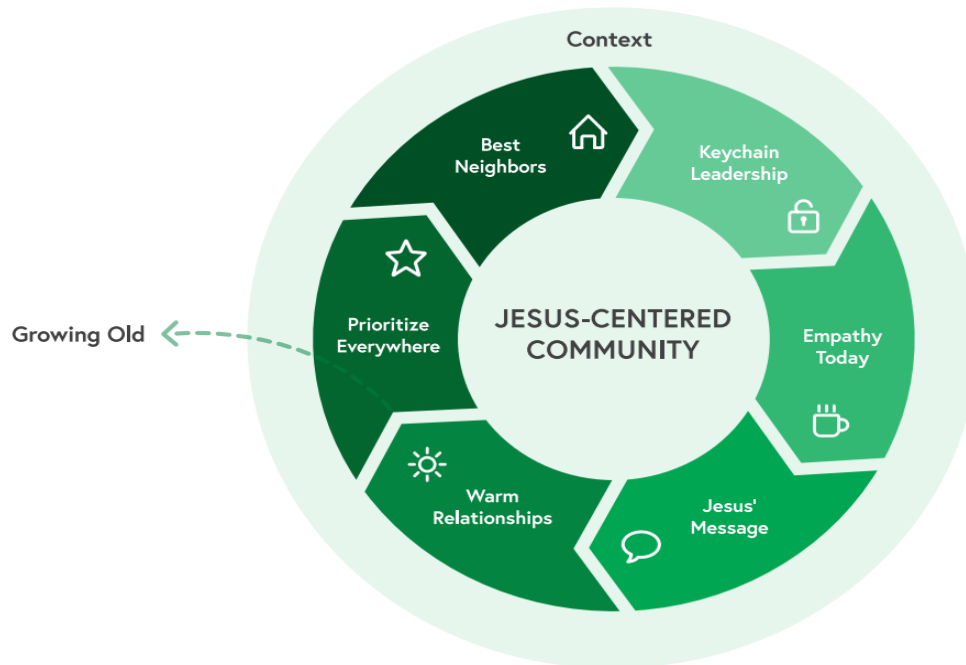 Context
Best
Neighbors
Keychain
Leadership
JESUS-CENTERED
COMMUNITY
Growing Old
Prioritize
Everywhere
Empathy
Today
Warm
Relationships
Jesus'
Message